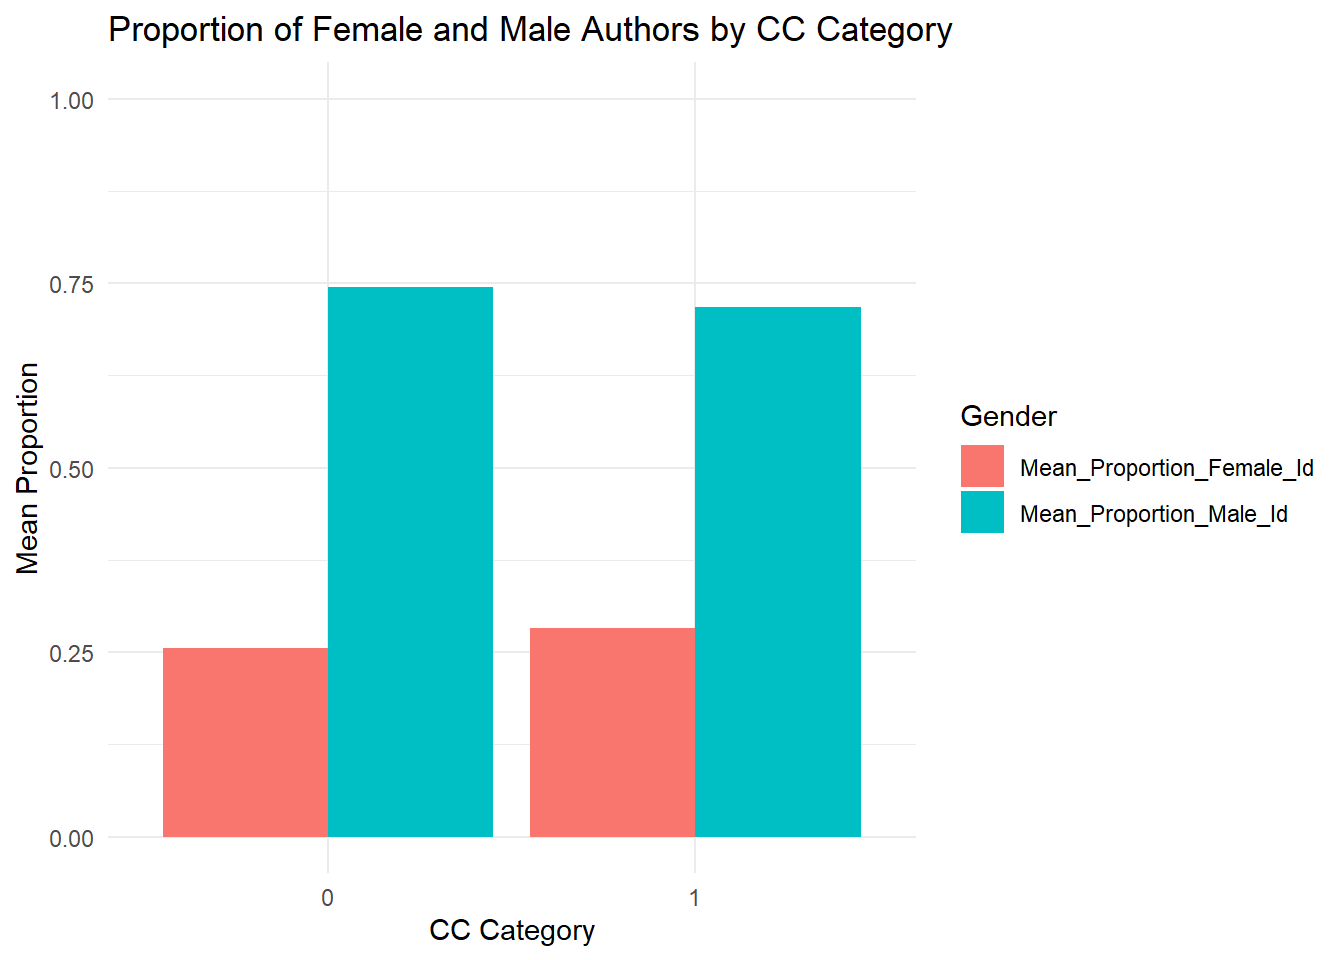 Proportion of Female and Male Authors by CC Category
1.00
0.75
0.50
0.25
0.00
Mean Proportion
0
1
CC Category
Gender
Mean_Proportion_Female_Id
Mean_Proportion_Male_Id